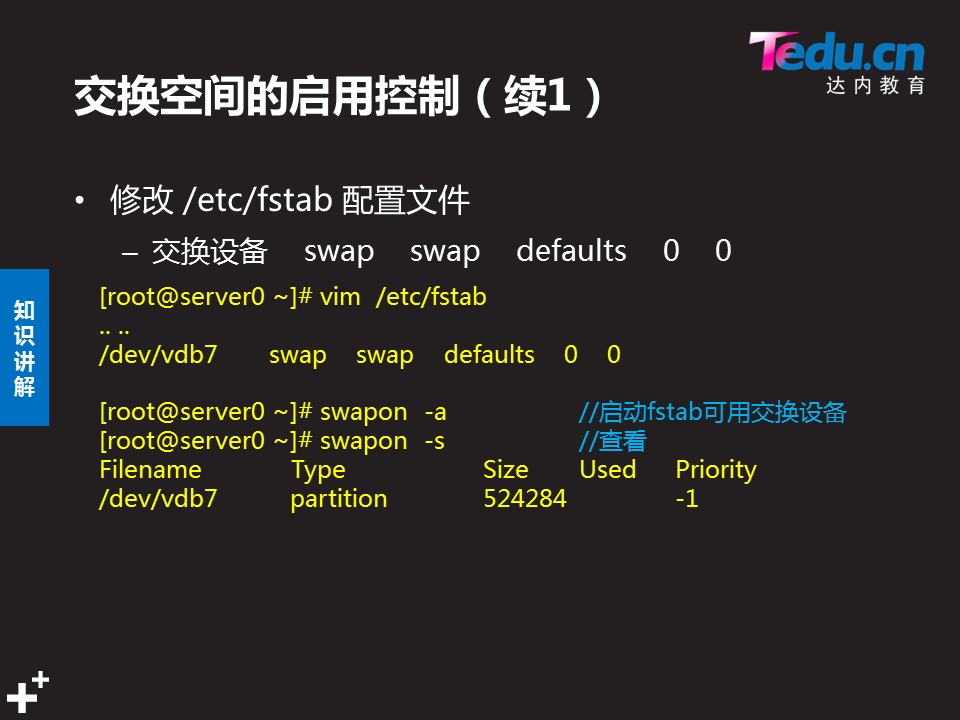 Tedu.cn
达内教育
交换空间的启用控制（续1）
• 修改 /etc/fstab 配置文件
– 交换设备 swap swap defaults 0 0
知识讲解
[root@server0 ~]# vim /etc/fstab
.. ..
/dev/vdb7 swap swap defaults 0 0
[root@server0 ~]# swapon -a //启动fstab可用交换设备
[root@server0 ~]# swapon -s //查看
Filename Type Size Used Priority
/dev/vdb7 partition 524284 -1